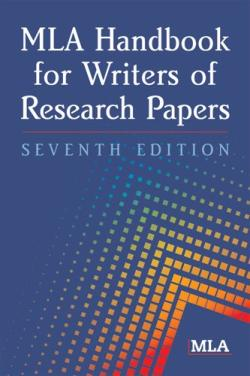 MLA Handbook
for Writers of
Research Papers
SEVENTH EDITION
MLA